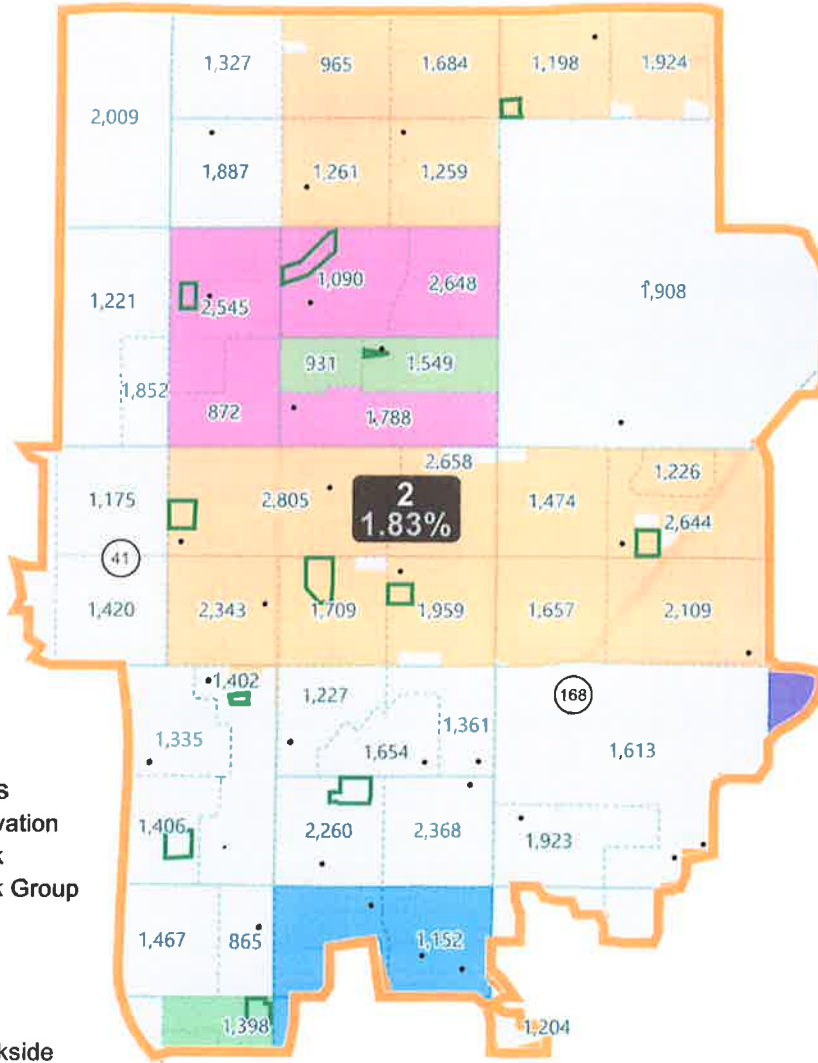 1,327 965 1,684 1,198 1,924
2,009
1,887 1,261 1,259
1,221 2,545 1,090 2,648 1,908
931 1,549
1,852
872 1,788
2,658
1,175 2,805 2 1,474 1,226
1.83% 2,644
41
1,420 2,343 1,709 1,959 1,657 2,109
1,402 1,227 168
1,335 1,654 1,361 1,613
s
vation
1,406 2,260 2,368 1,923
k
k Group
1,467 865 1,152
1,398 1,204
kside